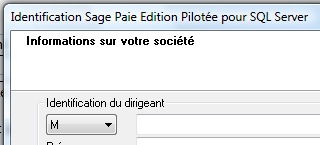 Identification Sage Paie Edition Pilotée pour SQL Server
Informations sur votre société
Identification du dirigeant
M